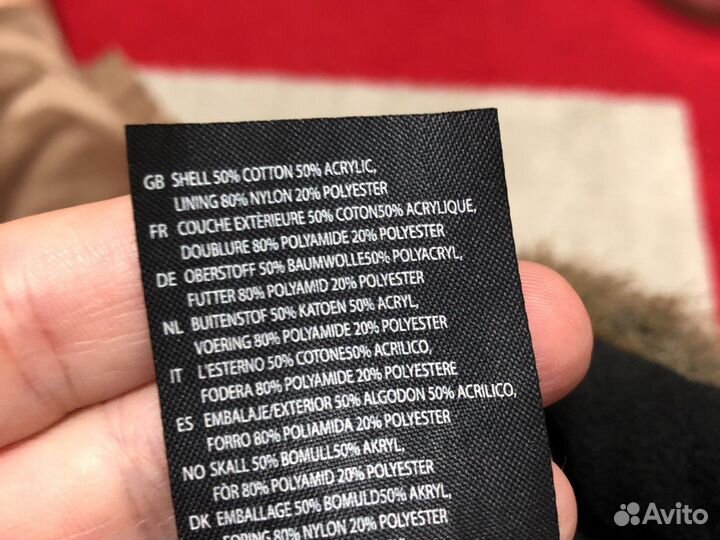 GB SHELL 50% COTTON 50% ACRYLIC,
LINING 80% NYLON 20% POLYESTER
FR COUCHE EXTÉRIEURE 50% COTON50% ACRYLIQUE,
DOUBLURE 80% POLYAMIDE 20% POLYESTER
DE OBERSTOFF 50% BAUMWOLLE50% POLYACRYL,
FUTTER 80% POLYAMID 20% POLYESTER
NL BUITENSTOF 50% KATOEN 50% ACRYL,
VOERING 80% POLYAMIDE 20% POLYESTER
IT L'ESTERNO 50% COTONE50% ACRILICO,
FODERA 80% POLYAMIDE 20% POLYESTERE
ES EMBALAJE/EXTERIOR 50% ALGODON 50% ACRILICO,
FORRO 80% POLIAMIDA 20% POLYESTER
NO SKALL 50% BOMULL50% AKRYL,
FÔR 80% POLYAMID 20% POLYESTER
DK EMBALLAGE 50% BOMULD50% AKRYL,
FORING 80% NYLON 20% POLYESTER
Avito